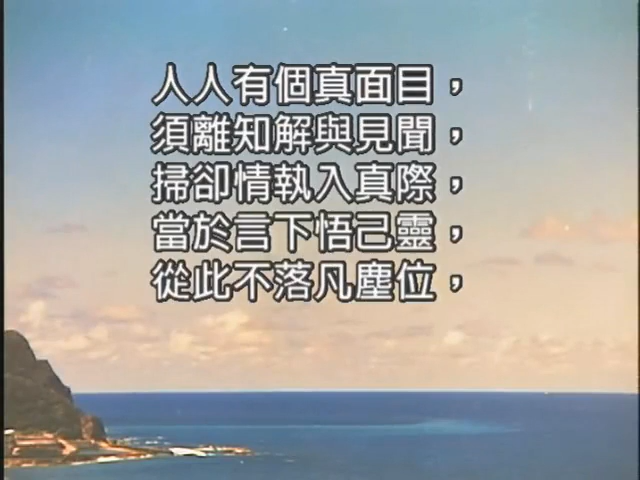 人人有個真面目，
須離知解與見聞，
掃卻情執入真際，
當於言下悟己靈，
從此不落凡塵位，